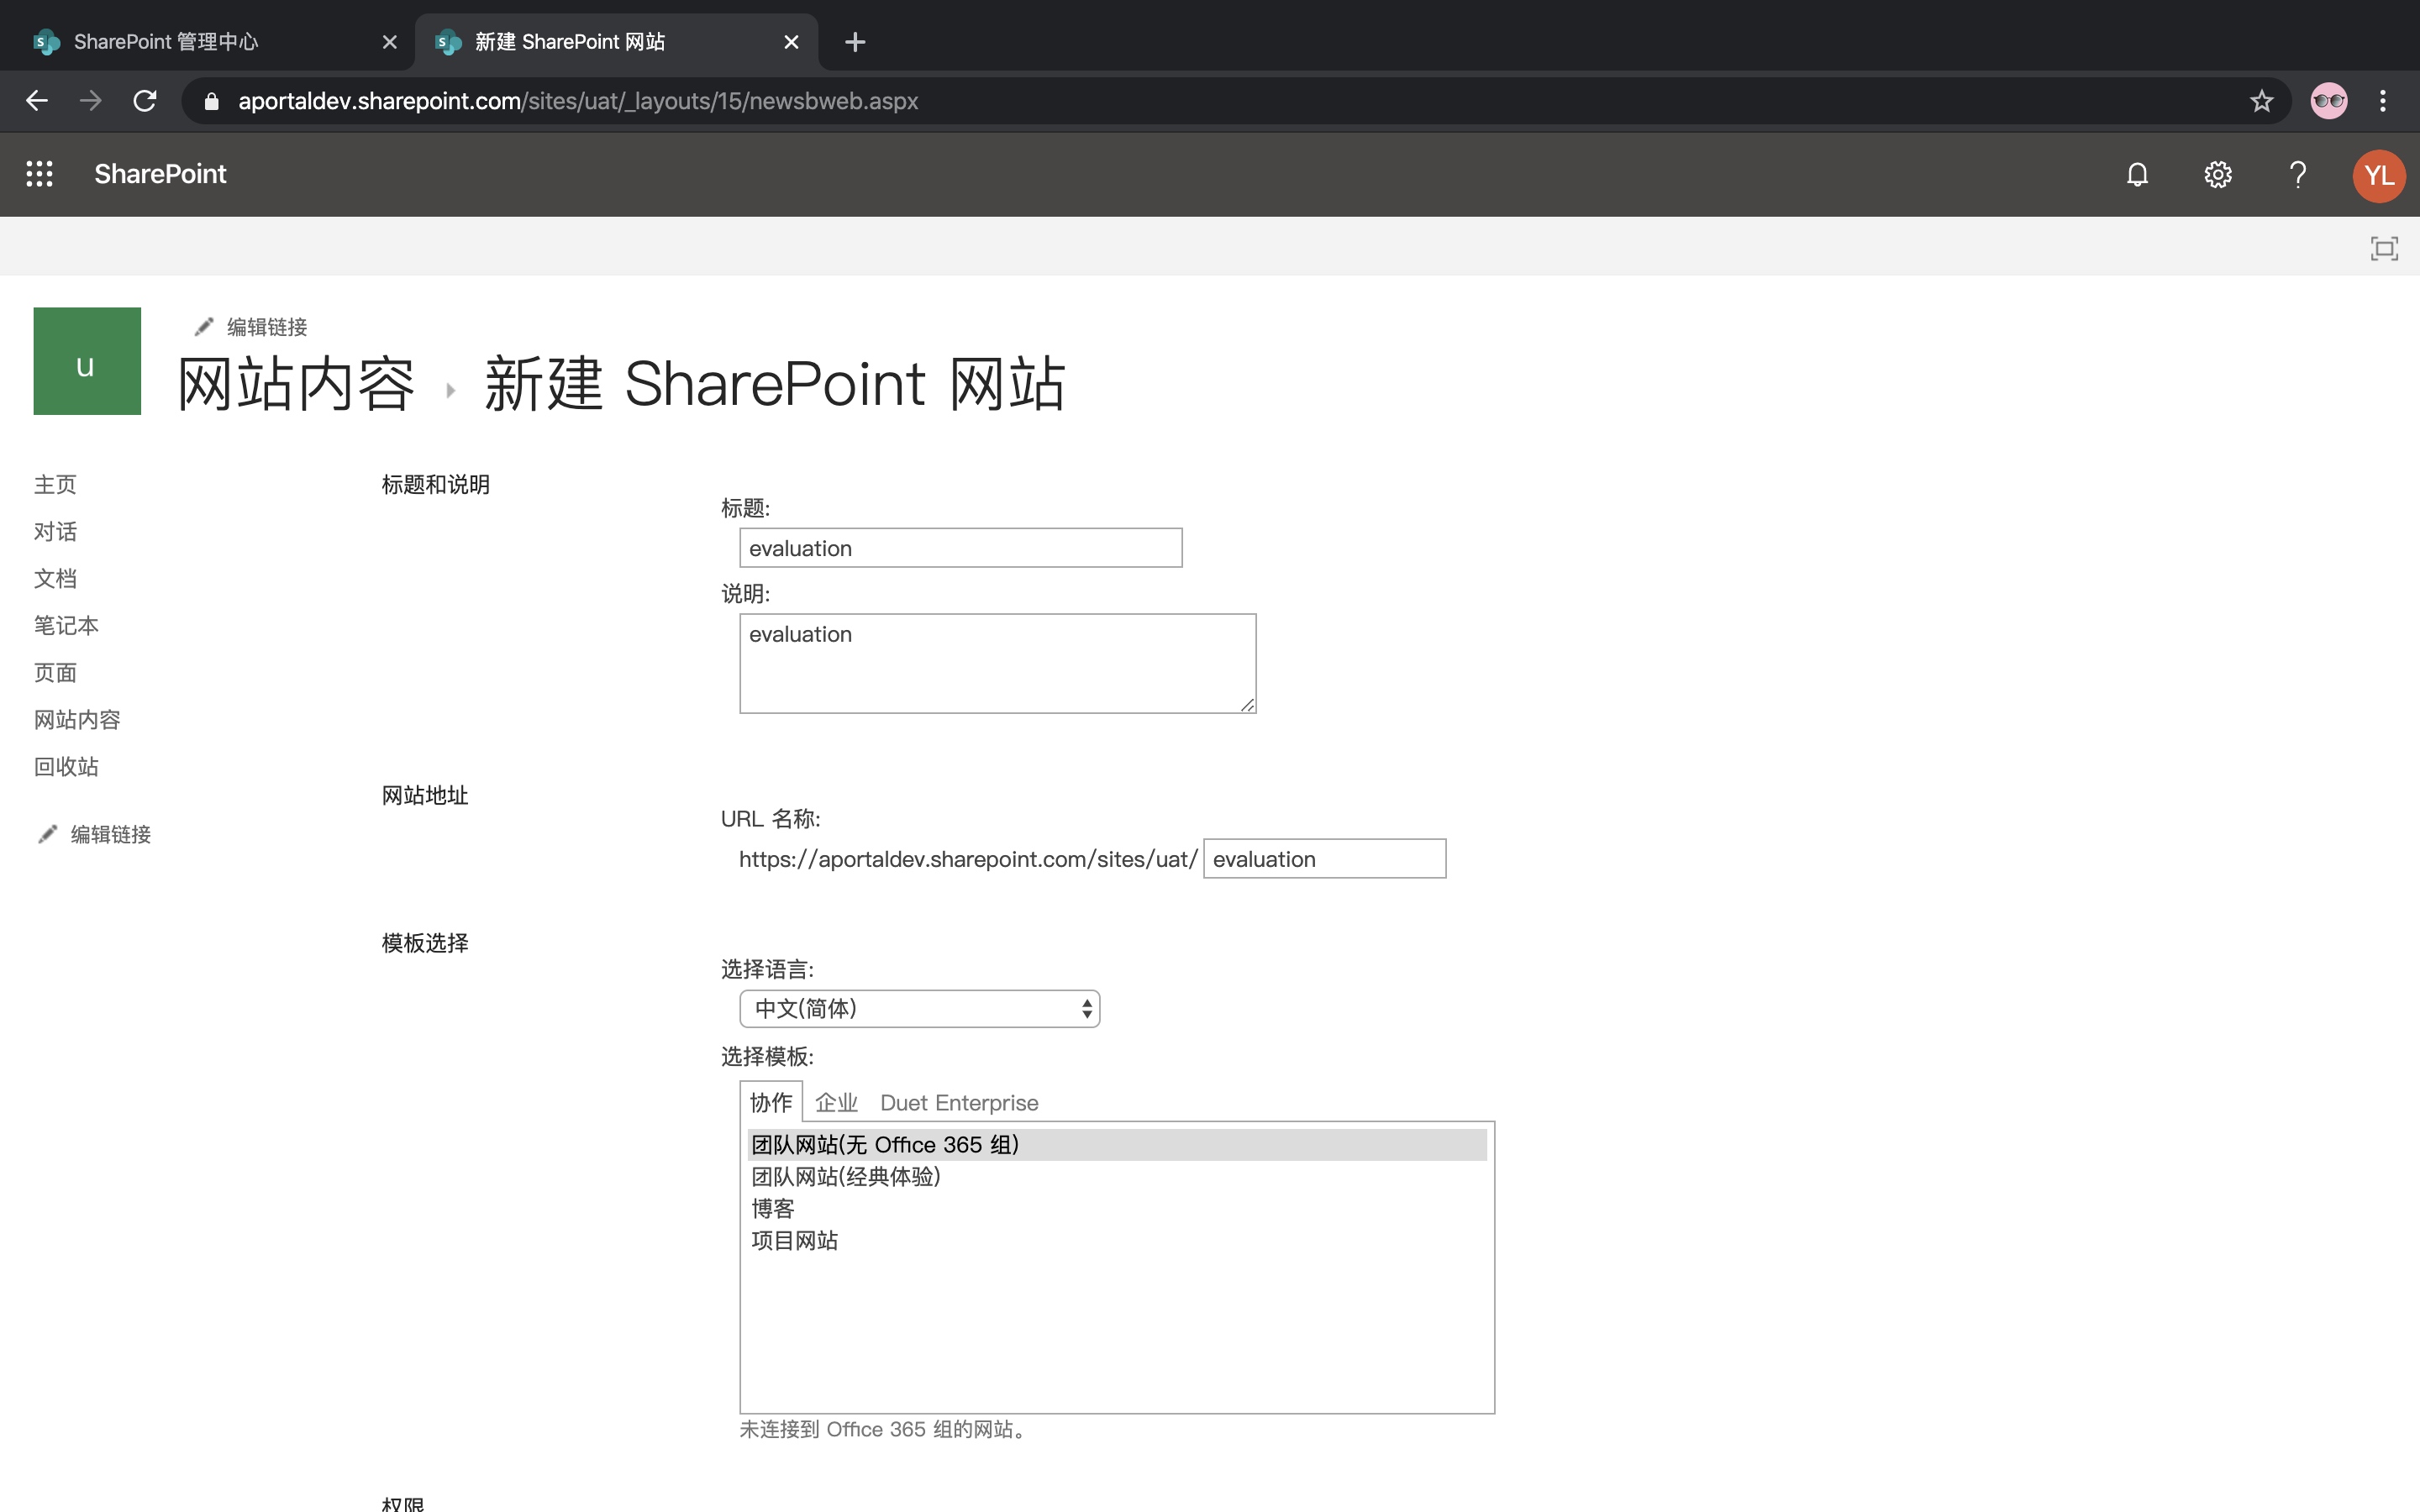 SharePoint 管理中心
新建 SharePoint 网站
aportaldev.sharepoint.com/sites/uat/_layouts/15/newsbweb.aspx
SharePoint
YL
u
编辑链接
网站内容 新建 SharePoint 网站
主页
对话
文档
笔记本
页面
网站内容
回收站
编辑链接
标题和说明
标题:
evaluation
说明:
evaluation
网站地址
URL 名称:
https://aportaldev.sharepoint.com/sites/uat/ evaluation
模板选择
选择语言:
中文(简体)
选择模板:
协作 企业 Duet Enterprise
团队网站(无 Office 365 组)
团队网站(经典体验)
博客
项目网站
未连接到 Office 365 组的网站。
权限